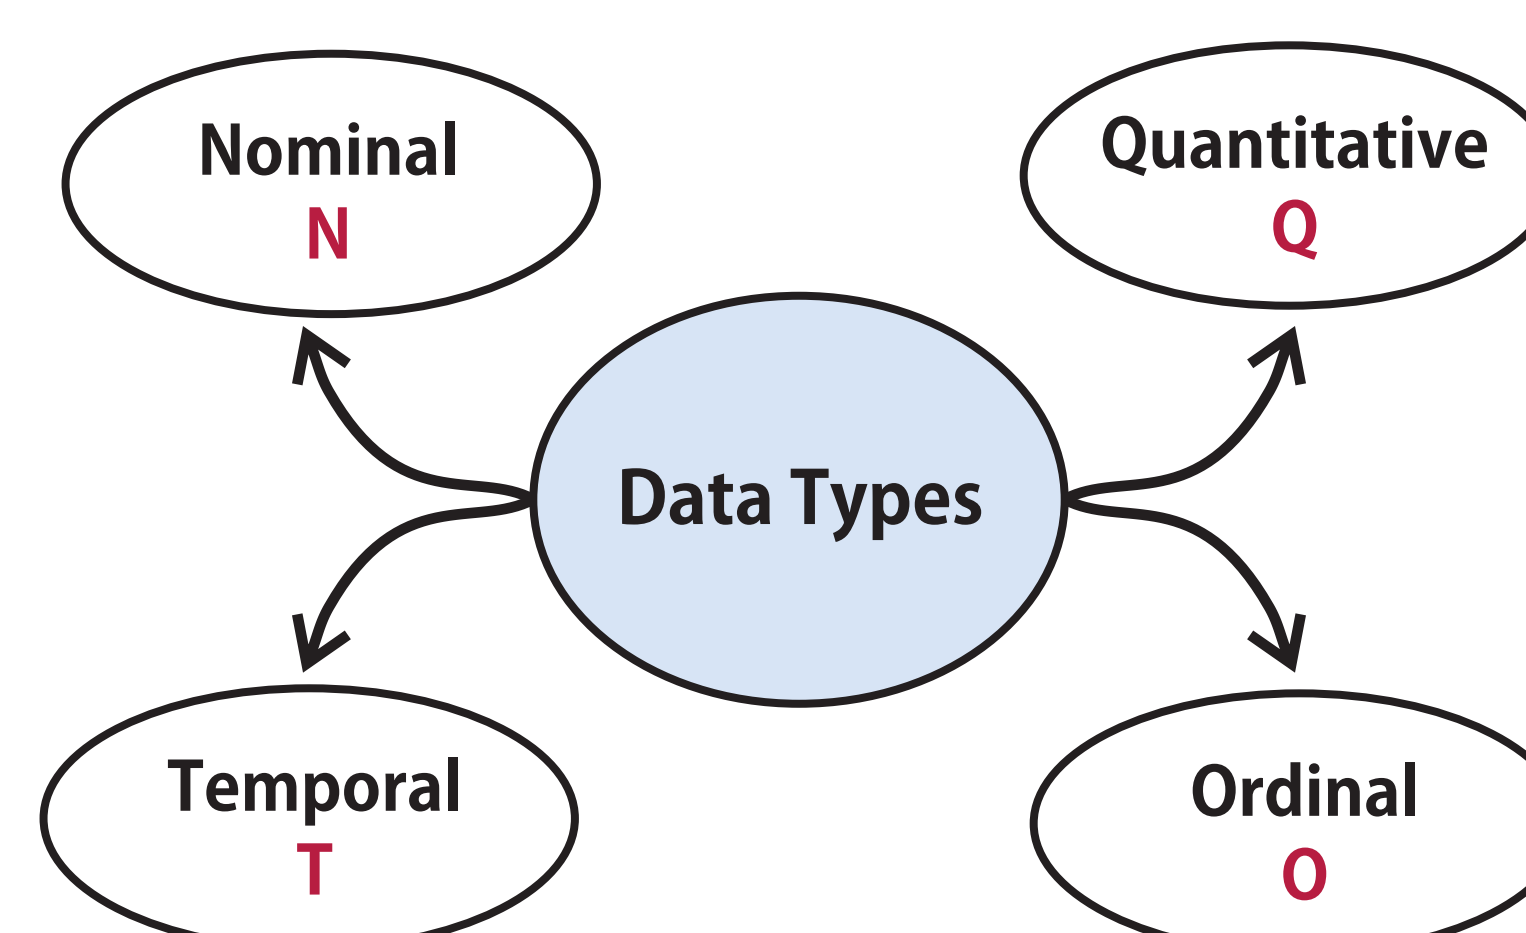 Nominal
N
Quantitative
Q
Data Types
Temporal
T
Ordinal
O